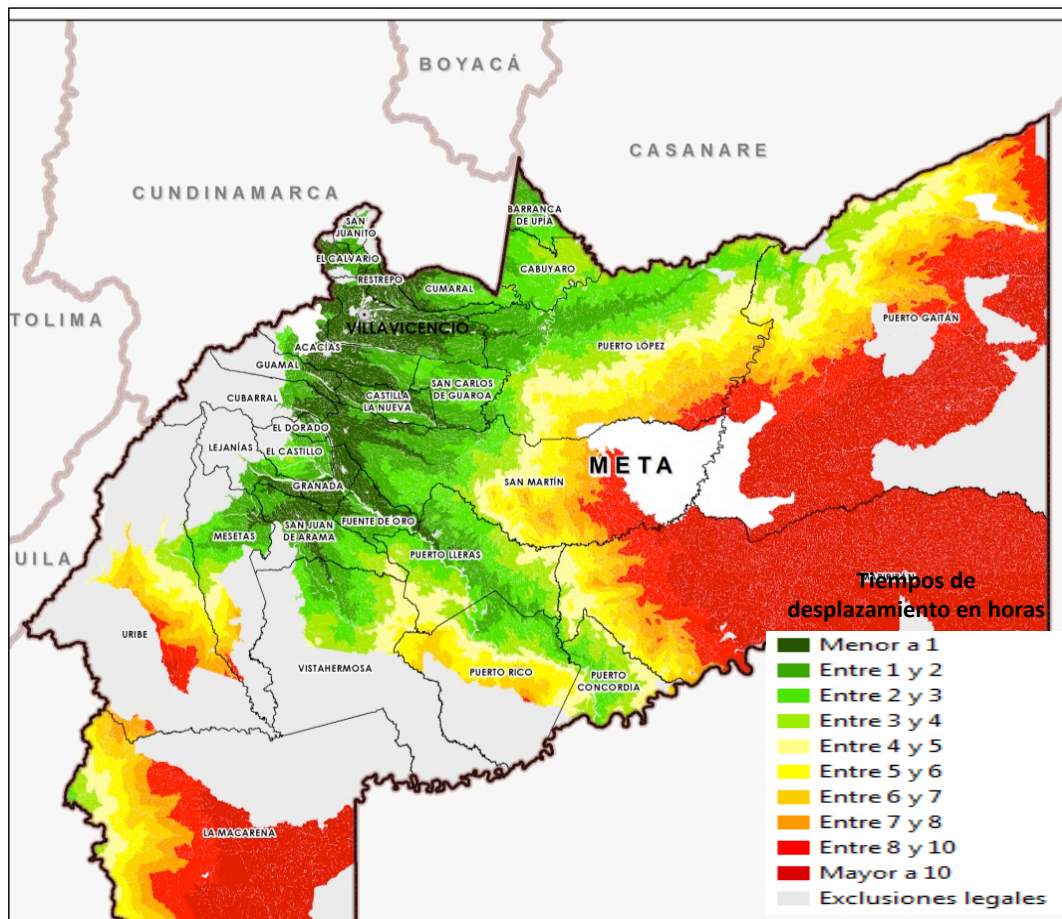 BOYACÁ
CASANARE
CUNDINAMARCA
SAN
JUANITO
BARRANCA
DE UPÍA
EL CALVARIO
CABUYARO
RESTREPO
CUMARAL
TOLIMA
VILLAVICENCIO
PUERTO GAITÁN
ACACÍAS
PUERTO LÓPEZ
GUAMAL
SAN CARLOS
DE GUAROA
CASTILLA
LA NUEVA
CUBARRAL
EL DORADO
LEJANÍAS
EL CASTILLO
META
SAN MARTÍN
GRANADA
FUENTE DE ORO
SAN JUAN
DE ARAMA
MESETAS
PUERTO LLERAS
UILA
URIBE
VISTAHERMOSA
PUERTO RICO
PUERTO
CONCORDIA
LA MACARENA
Tiempos de
desplazamiento en horas
Menor a 1
Entre 1 y 2
Entre 2 y 3
Entre 3 y 4
Entre 4 y 5
Entre 5 y 6
Entre 6 y 7
Entre 7 y 8
Entre 8 y 10
Mayor a 10
Exclusiones legales